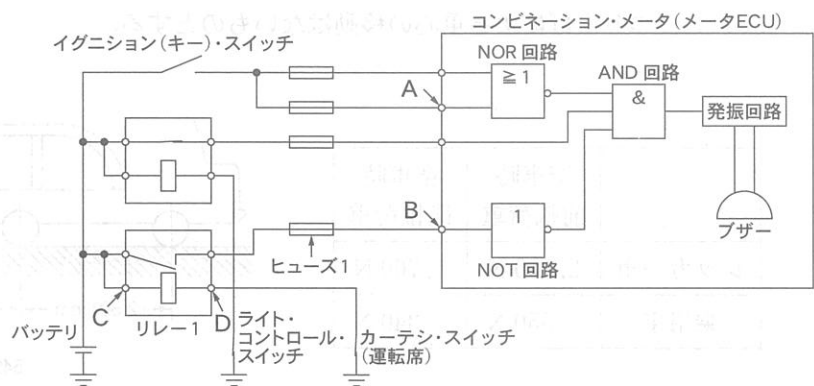 コンビネーション・メータ(メータECU)
イグニション(キー)・スイッチ
NOR 回路
≧1
AND 回路
&
A
発振回路
B
1
ブザー
NOT 回路
ヒューズ1
C
リレー1
D
ライト・
コントロール・
スイッチ
カーテシ・スイッチ
(運転席)
バッテリ